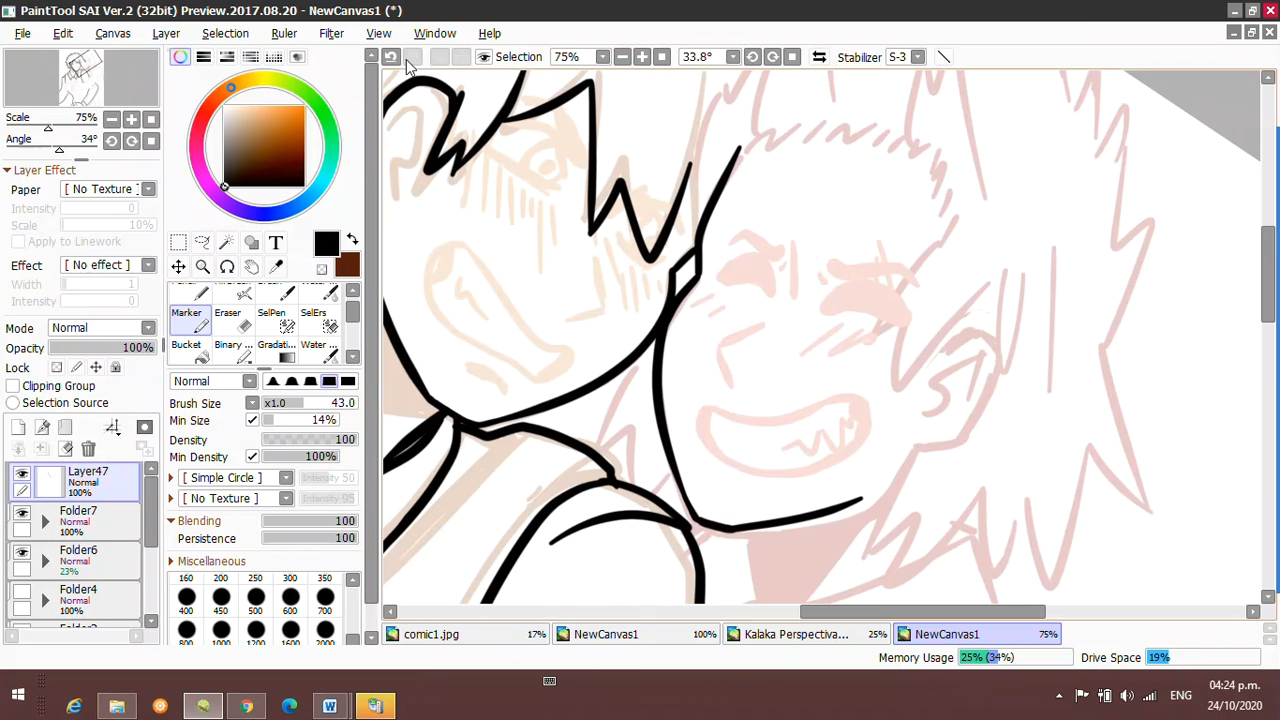 PaintTool SAI Ver.2 (32bit) Preview.2017.08.20 - NewCanvas1 (*)
File Edit Canvas Layer Selection Ruler Filter View Window Help
Selection 75% 33.8° Stabilizer S-3
Scale 75%
Angle 34°
Layer Effect
Paper [ No Texture ]
Intensity 0
Scale 10%
Apply to Linework
Effect [ No effect ]
Width 1
Intensity 0
Mode Normal
Opacity 100%
Lock
Clipping Group
Selection Source
Layer47
100%
Folder7
Normal
100%
Folder6
Normal
23%
Folder4
Normal
100%
T
Marker Eraser SelPen SelErs
Bucket Binary ... Gradati... Water ...
Normal
Brush Size x1.0 43.0
Min Size 14%
Density 100
Min Density 100%
[ Simple Circle ] Intensity 50
[ No Texture ] Intensity 95
Blending 100
Persistence 100
Miscellaneous
160 200 250 300 350
400 450 500 600 700
800 1000 1200 1600 2000
comic1.jpg 17% NewCanvas1 100% Kalaka Perspectiva... 25% NewCanvas1 75%
Memory Usage 25% (34%) Drive Space 19%
ENG
04:24 p.m.
24/10/2020